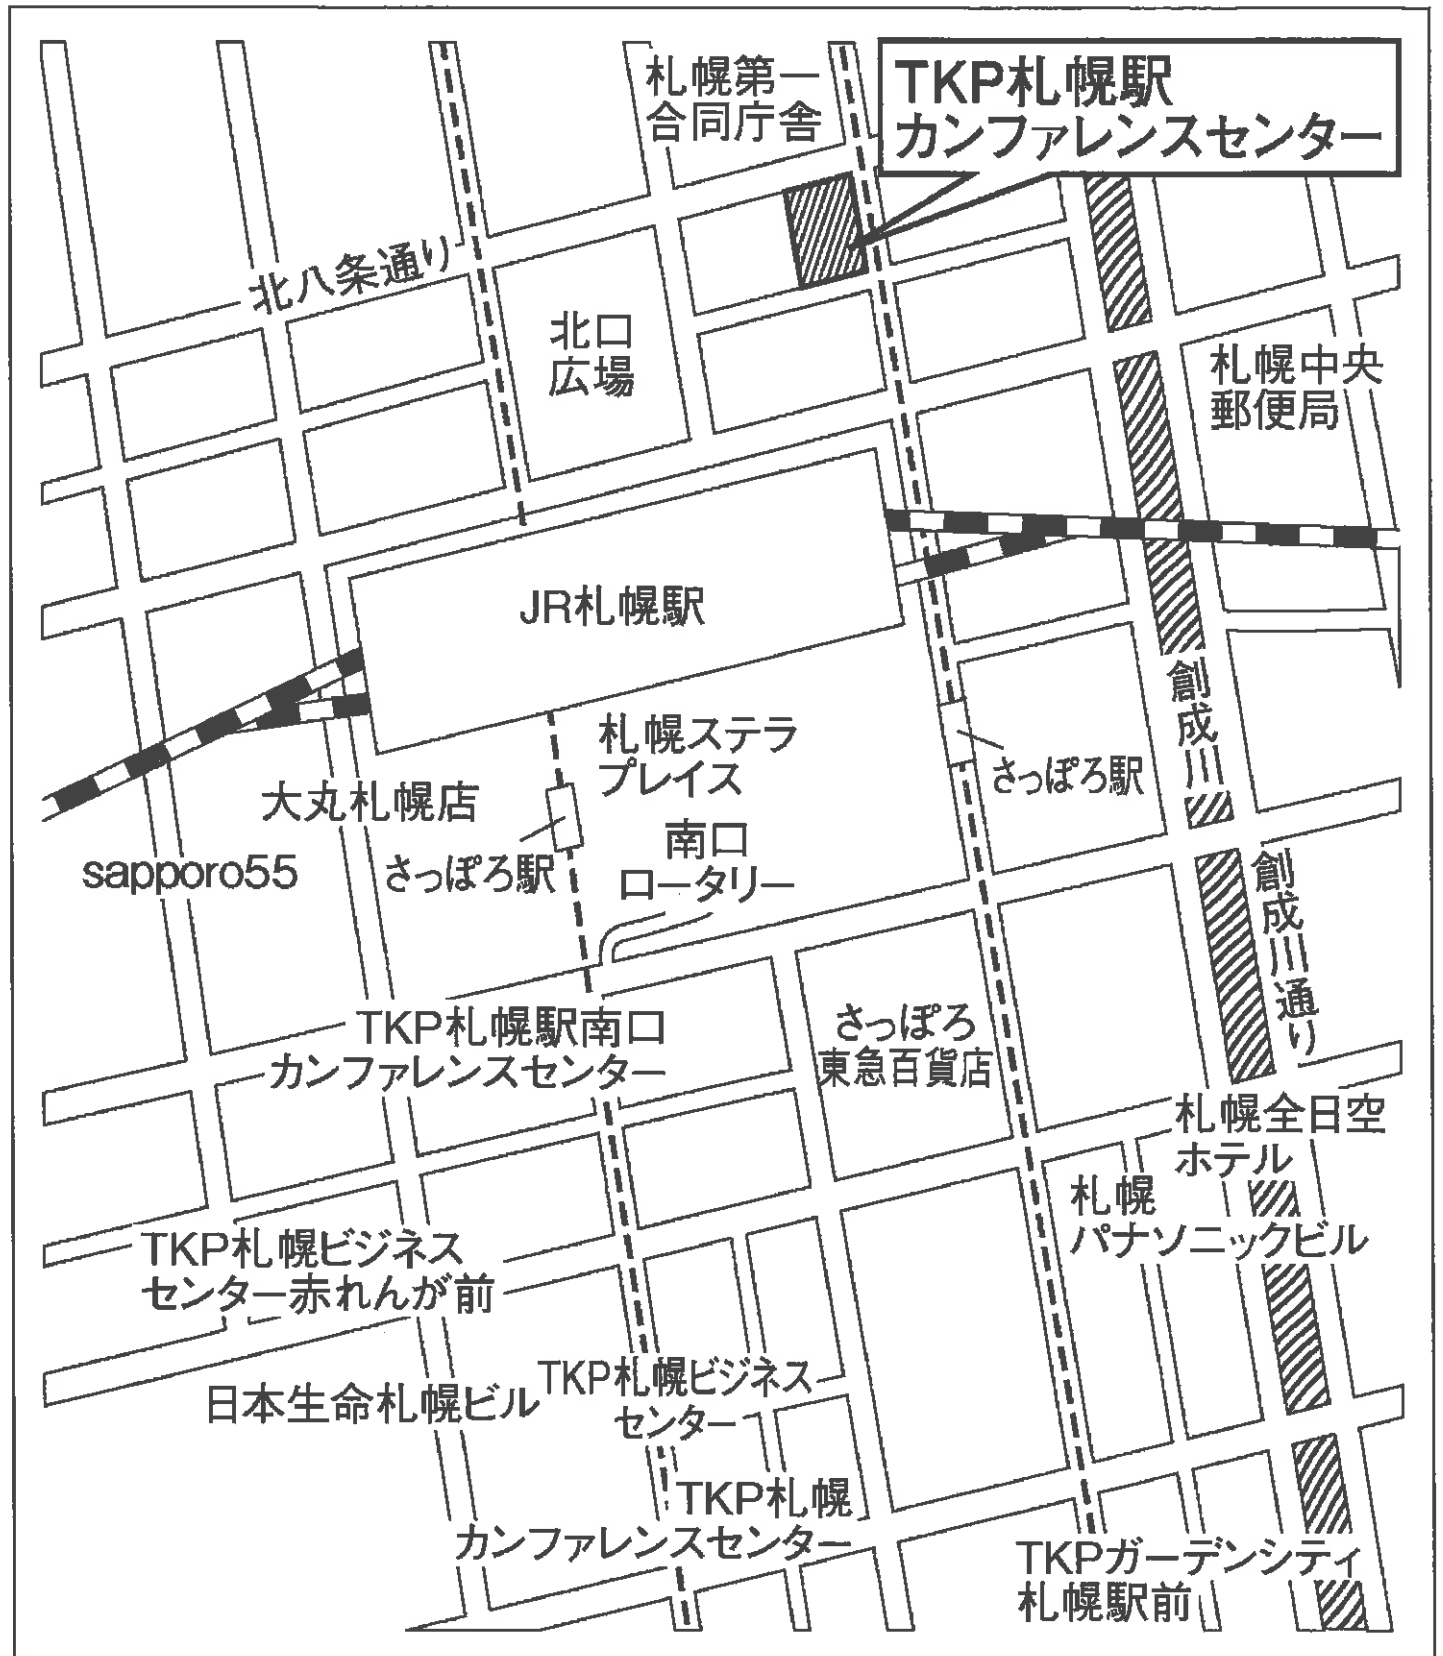 札幌第一
合同庁舎
TKP札幌駅
カンファレンスセンター
北八条通り
北口
広場
札幌中央
郵便局
JR札幌駅
創成川
札幌ステラ
プレイス
さっぽろ駅
大丸札幌店
南口
ロータリー
sapporo55
さっぽろ駅
創成川通り
TKP札幌駅南口
カンファレンスセンター
さっぽろ
東急百貨店
札幌全日空
ホテル
札幌
パナソニックビル
TKP札幌ビジネス
センター赤れんが前
日本生命札幌ビル
TKP札幌ビジネス
センター
TKP札幌
カンファレンスセンター
TKPガーデンシティ
札幌駅前